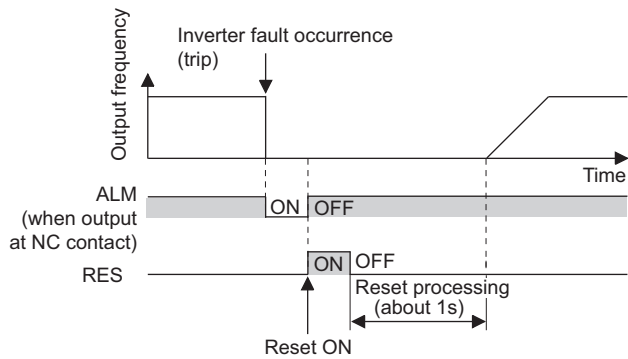 Inverter fault occurrence
(trip)
Output frequency
Time
ALM
(when output
at NC contact)
ON
OFF
RES
ON
OFF
Reset processing
(about 1s)
Reset ON